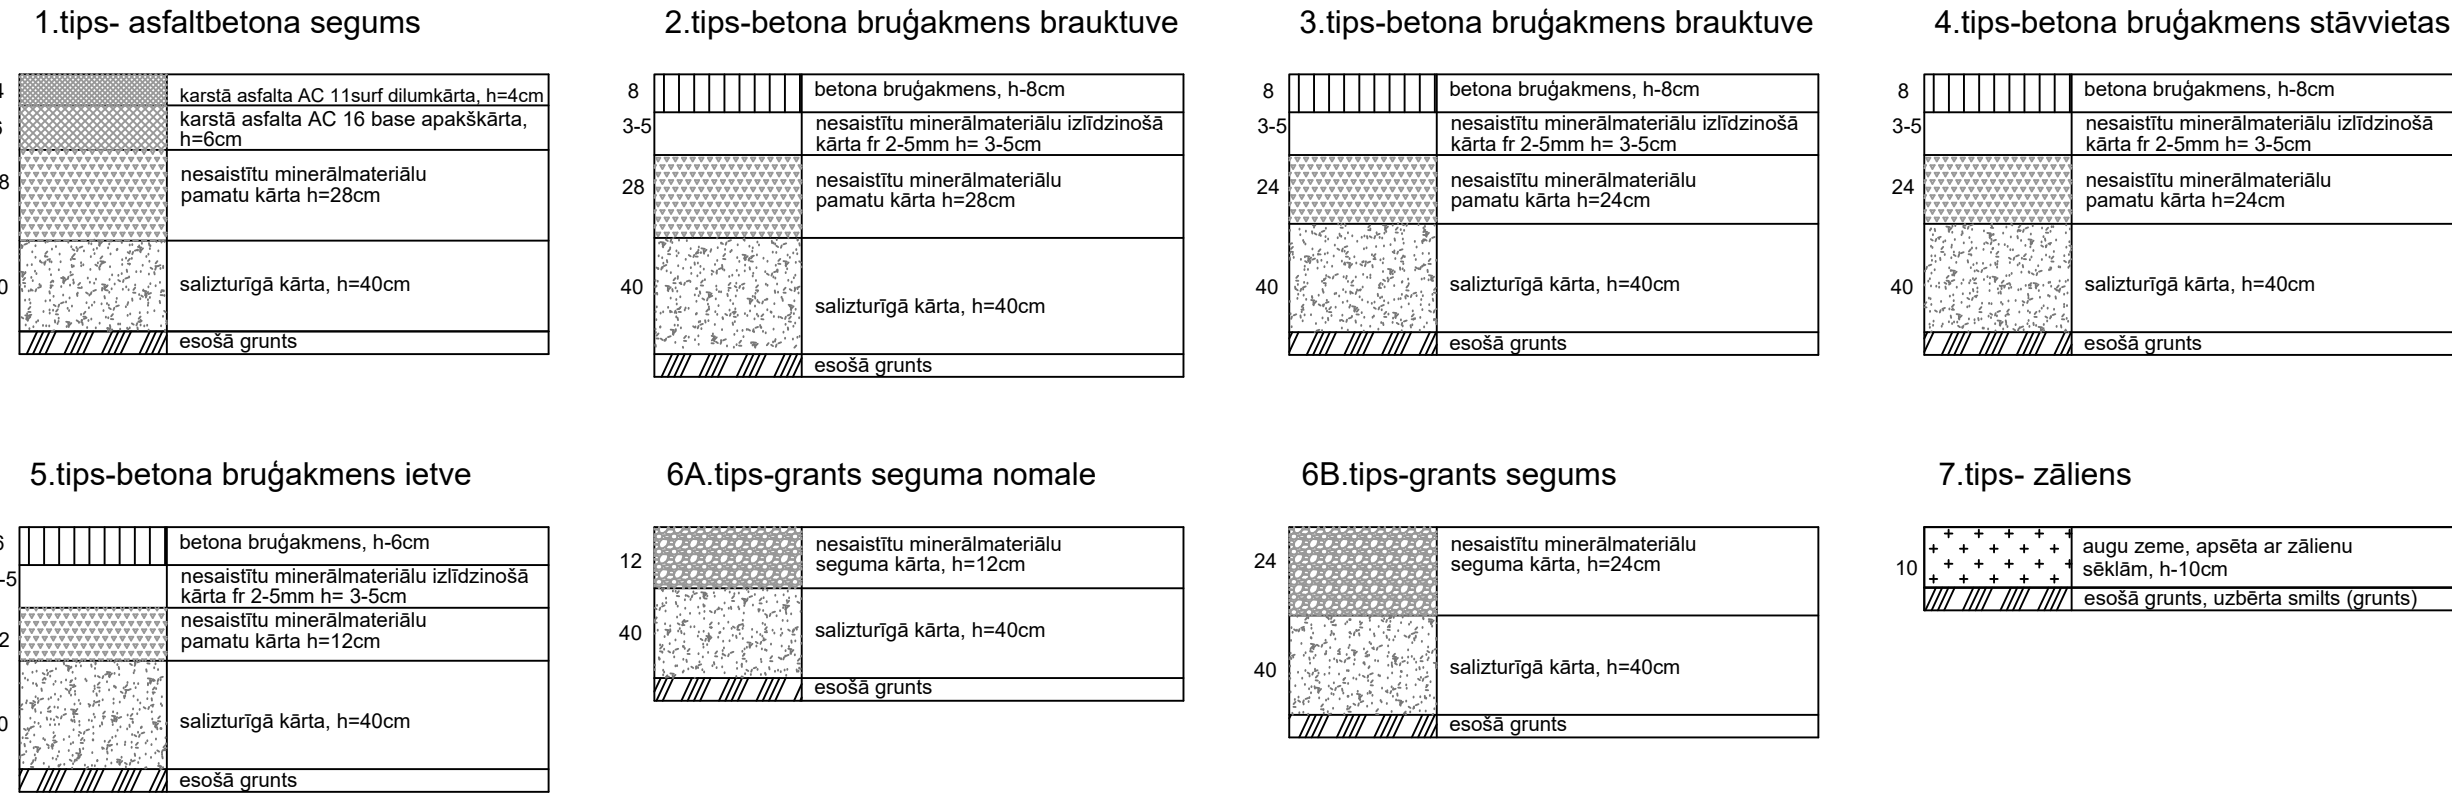 1.tips- asfaltbetona segums
4
karstā asfalta AC 11surf dilumkārta, h=4cm
6
karstā asfalta AC 16 base apakškārta,
h=6cm
8
nesaistītu minerālmateriālu
pamatu kārta h=28cm
0
salizturīgā kārta, h=40cm
esošā grunts
2.tips-betona bruģakmens brauktuve
8
betona bruģakmens, h-8cm
3-5
nesaistītu minerālmateriālu izlīdzinošā
kārta fr 2-5mm h= 3-5cm
28
nesaistītu minerālmateriālu
pamatu kārta h=28cm
40
salizturīgā kārta, h=40cm
esošā grunts
3.tips-betona bruģakmens brauktuve
8
betona bruģakmens, h-8cm
3-5
nesaistītu minerālmateriālu izlīdzinošā
kārta fr 2-5mm h= 3-5cm
24
nesaistītu minerālmateriālu
pamatu kārta h=24cm
40
salizturīgā kārta, h=40cm
esošā grunts
4.tips-betona bruģakmens stāvvietas
8
betona bruģakmens, h-8cm
3-5
nesaistītu minerālmateriālu izlīdzinošā
kārta fr 2-5mm h= 3-5cm
24
nesaistītu minerālmateriālu
pamatu kārta h=24cm
40
salizturīgā kārta, h=40cm
esošā grunts
5.tips-betona bruģakmens ietve
6
betona bruģakmens, h-6cm
-5
nesaistītu minerālmateriālu izlīdzinošā
kārta fr 2-5mm h= 3-5cm
2
nesaistītu minerālmateriālu
pamatu kārta h=12cm
0
salizturīgā kārta, h=40cm
esošā grunts
6A.tips-grants seguma nomale
12
nesaistītu minerālmateriālu
seguma kārta, h=12cm
40
salizturīgā kārta, h=40cm
esošā grunts
6B.tips-grants segums
24
nesaistītu minerālmateriālu
seguma kārta, h=24cm
40
salizturīgā kārta, h=40cm
esošā grunts
7.tips- zāliens
10
augu zeme, apsēta ar zālienu
sēklām, h-10cm
esošā grunts, uzbērta smilts (grunts)